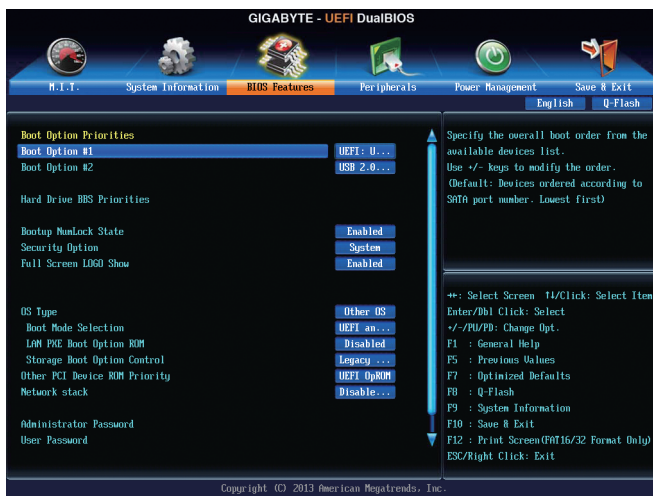 GIGABYTE - UEFI DualBIOS
M.I.T.
System Information
BIOS Features
Peripherals
Power Management
Save & Exit
English
Q-Flash
Boot Option Priorities
Boot Option #1 UEFI: U...
Boot Option #2 USB 2.0...
Hard Drive BBS Priorities
Bootup NumLock State Enabled
Security Option System
Full Screen LOGO Show Enabled
OS Type Other OS
Boot Mode Selection UEFI an...
LAN PXE Boot Option ROM Disabled
Storage Boot Option Control Legacy ...
Other PCI Device ROM Priority UEFI OpROM
Network stack Disable...
Administrator Password
User Password
Specify the overall boot order from the
available devices list.
Use +/- keys to modify the order.
(Default: Devices ordered according to
SATA port number. Lowest first)
→←: Select Screen ↑↓/Click: Select Item
Enter/Dbl Click: Select
+/-/PU/PD: Change Opt.
F1 : General Help
F5 : Previous Values
F7 : Optimized Defaults
F8 : Q-Flash
F9 : System Information
F10 : Save & Exit
F12 : Print Screen(FAT16/32 Format Only)
ESC/Right Click: Exit
Copyright (C) 2013 American Megatrends, Inc.